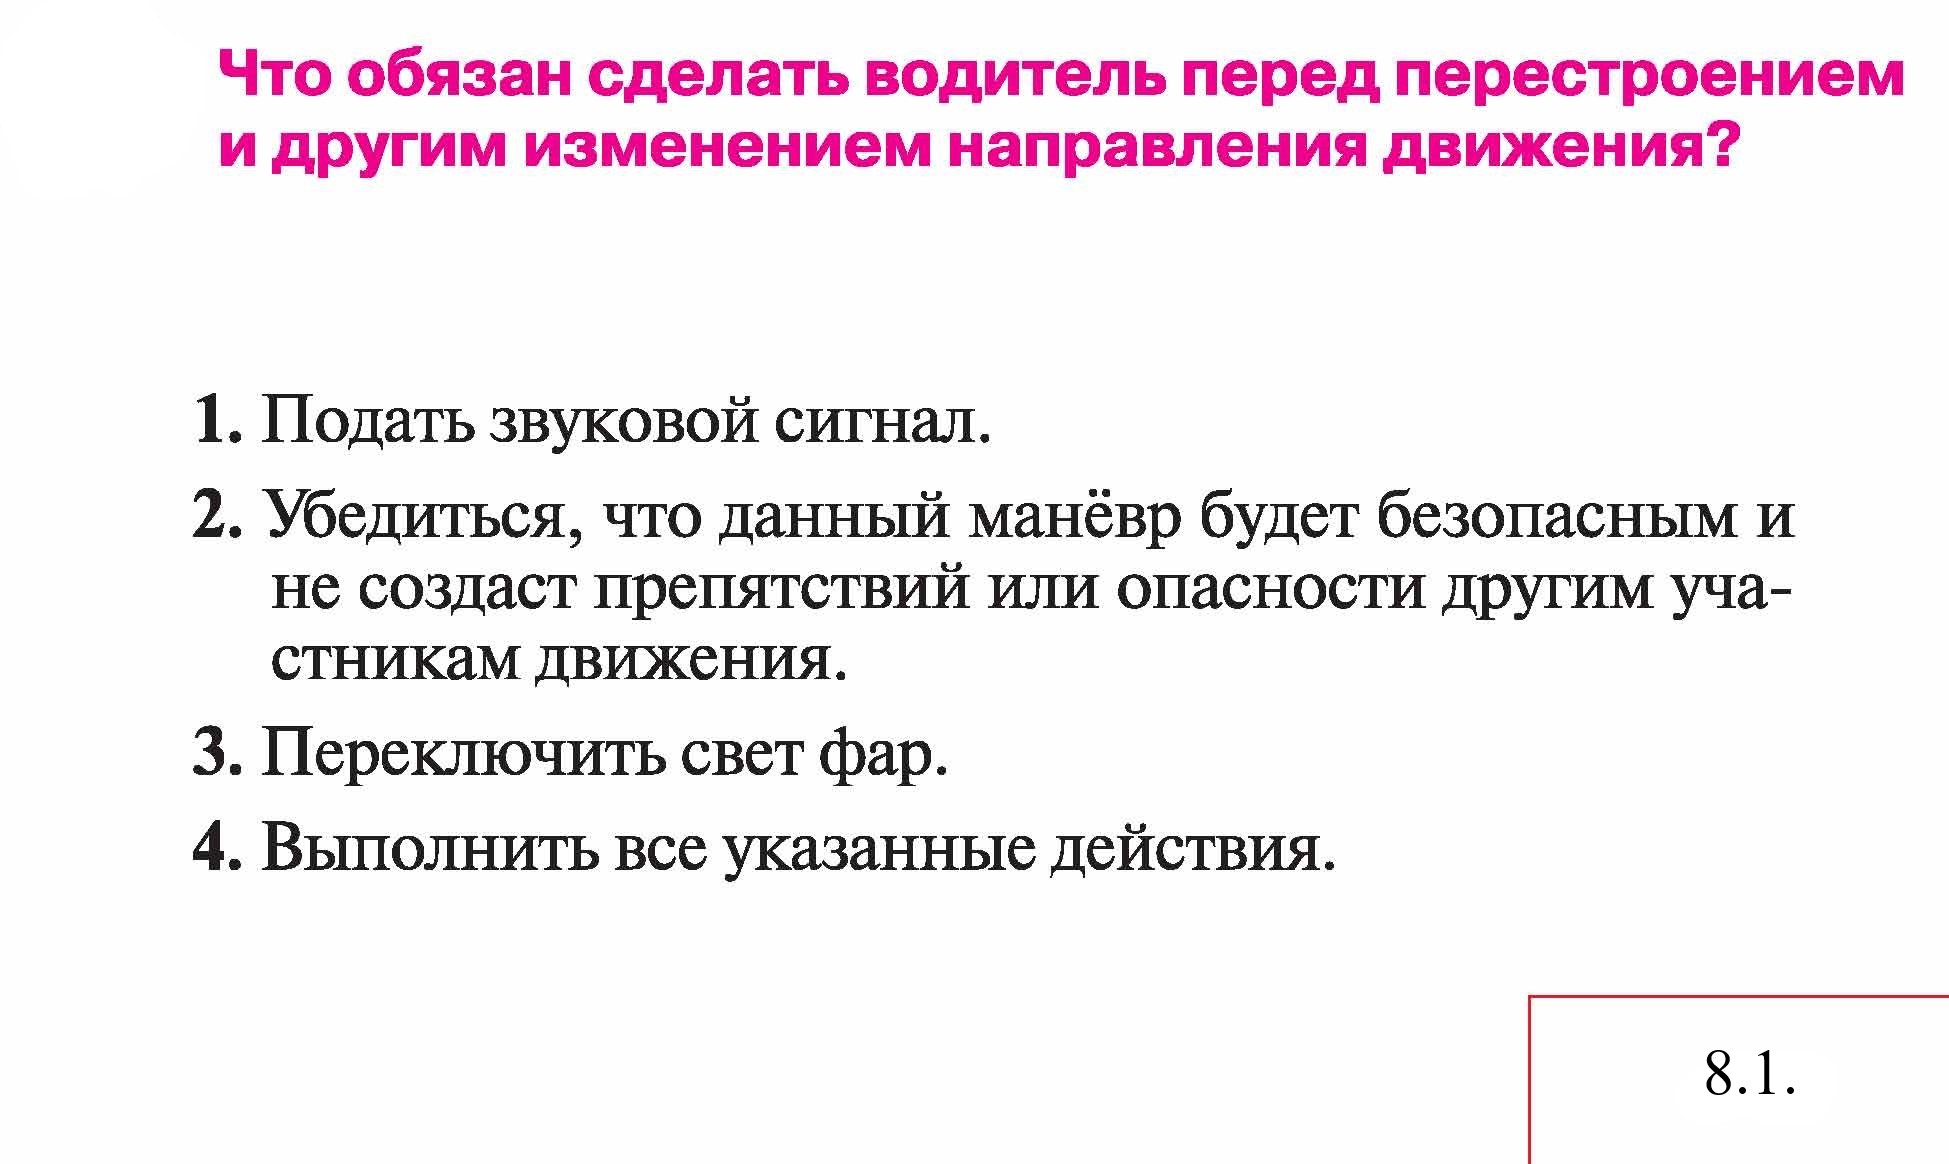 Что обязан сделать водитель перед перестроением
и другим изменением направления движения?
1. Подать звуковой сигнал.
2. Убедиться, что данный манёвр будет безопасным и
не создаст препятствий или опасности другим уча-
стникам движения.
3. Переключить свет фар.
4. Выполнить все указанные действия.
8.1.